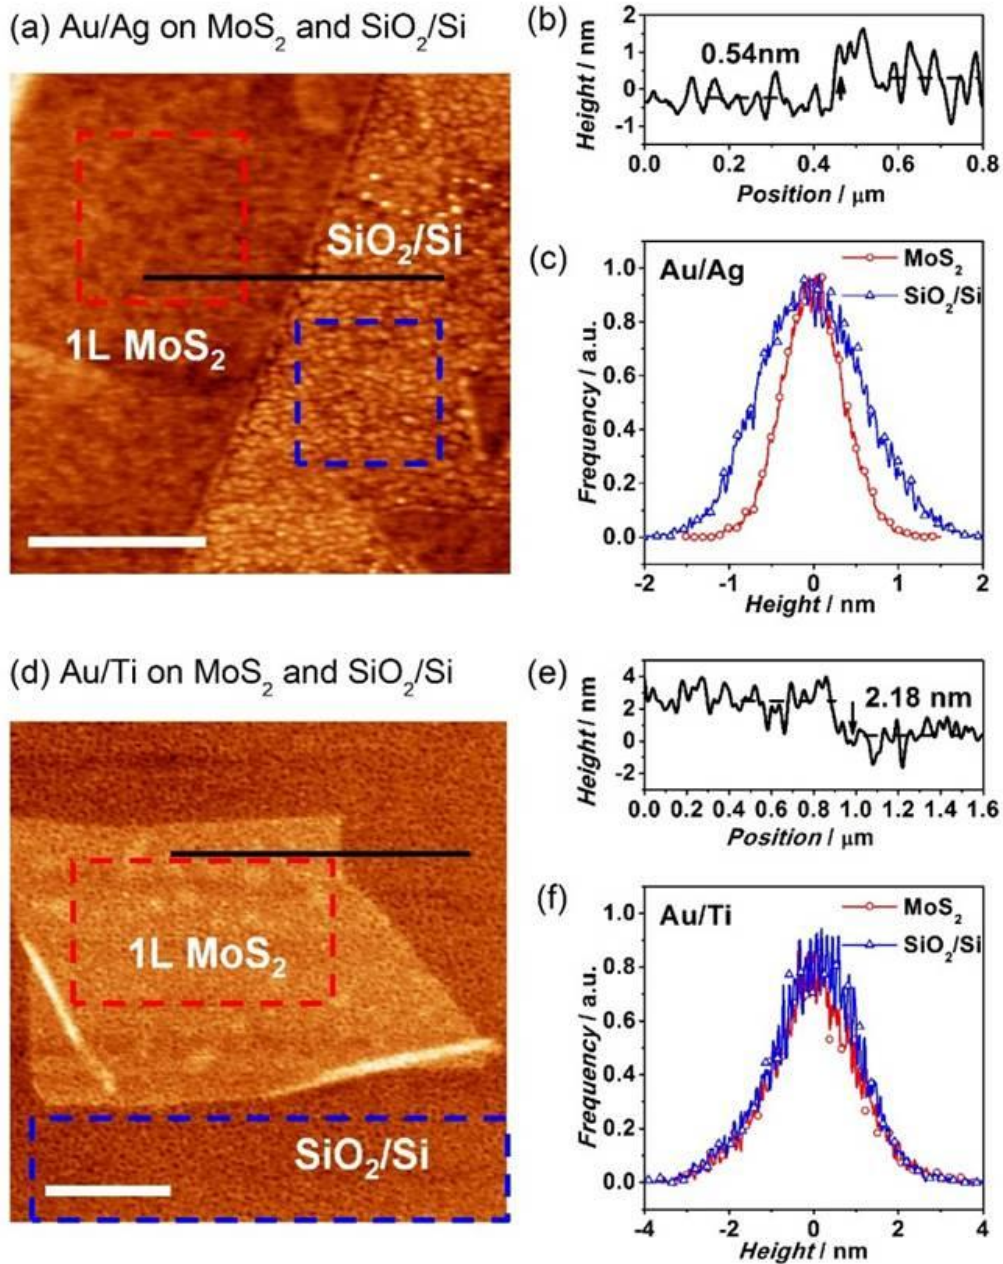 (a) Au/Ag on MoS₂ and SiO₂/Si
SiO₂/Si
1L MoS₂
(b)
Height / nm
2
1
0
-1
0.54nm
0.0 0.2 0.4 0.6 0.8
Position / μm
(c)
Au/Ag
MoS₂
SiO₂/Si
Frequency / a.u.
1.0
0.8
0.6
0.4
0.2
0.0
-2 -1 0 1 2
Height / nm
(d) Au/Ti on MoS₂ and SiO₂/Si
1L MoS₂
SiO₂/Si
(e)
Height / nm
4
2
0
-2
2.18 nm
0.0 0.2 0.4 0.6 0.8 1.0 1.2 1.4 1.6
Position / μm
(f)
Au/Ti
MoS₂
SiO₂/Si
Frequency / a.u.
1.0
0.8
0.6
0.4
0.2
0.0
-4 -2 0 2 4
Height / nm